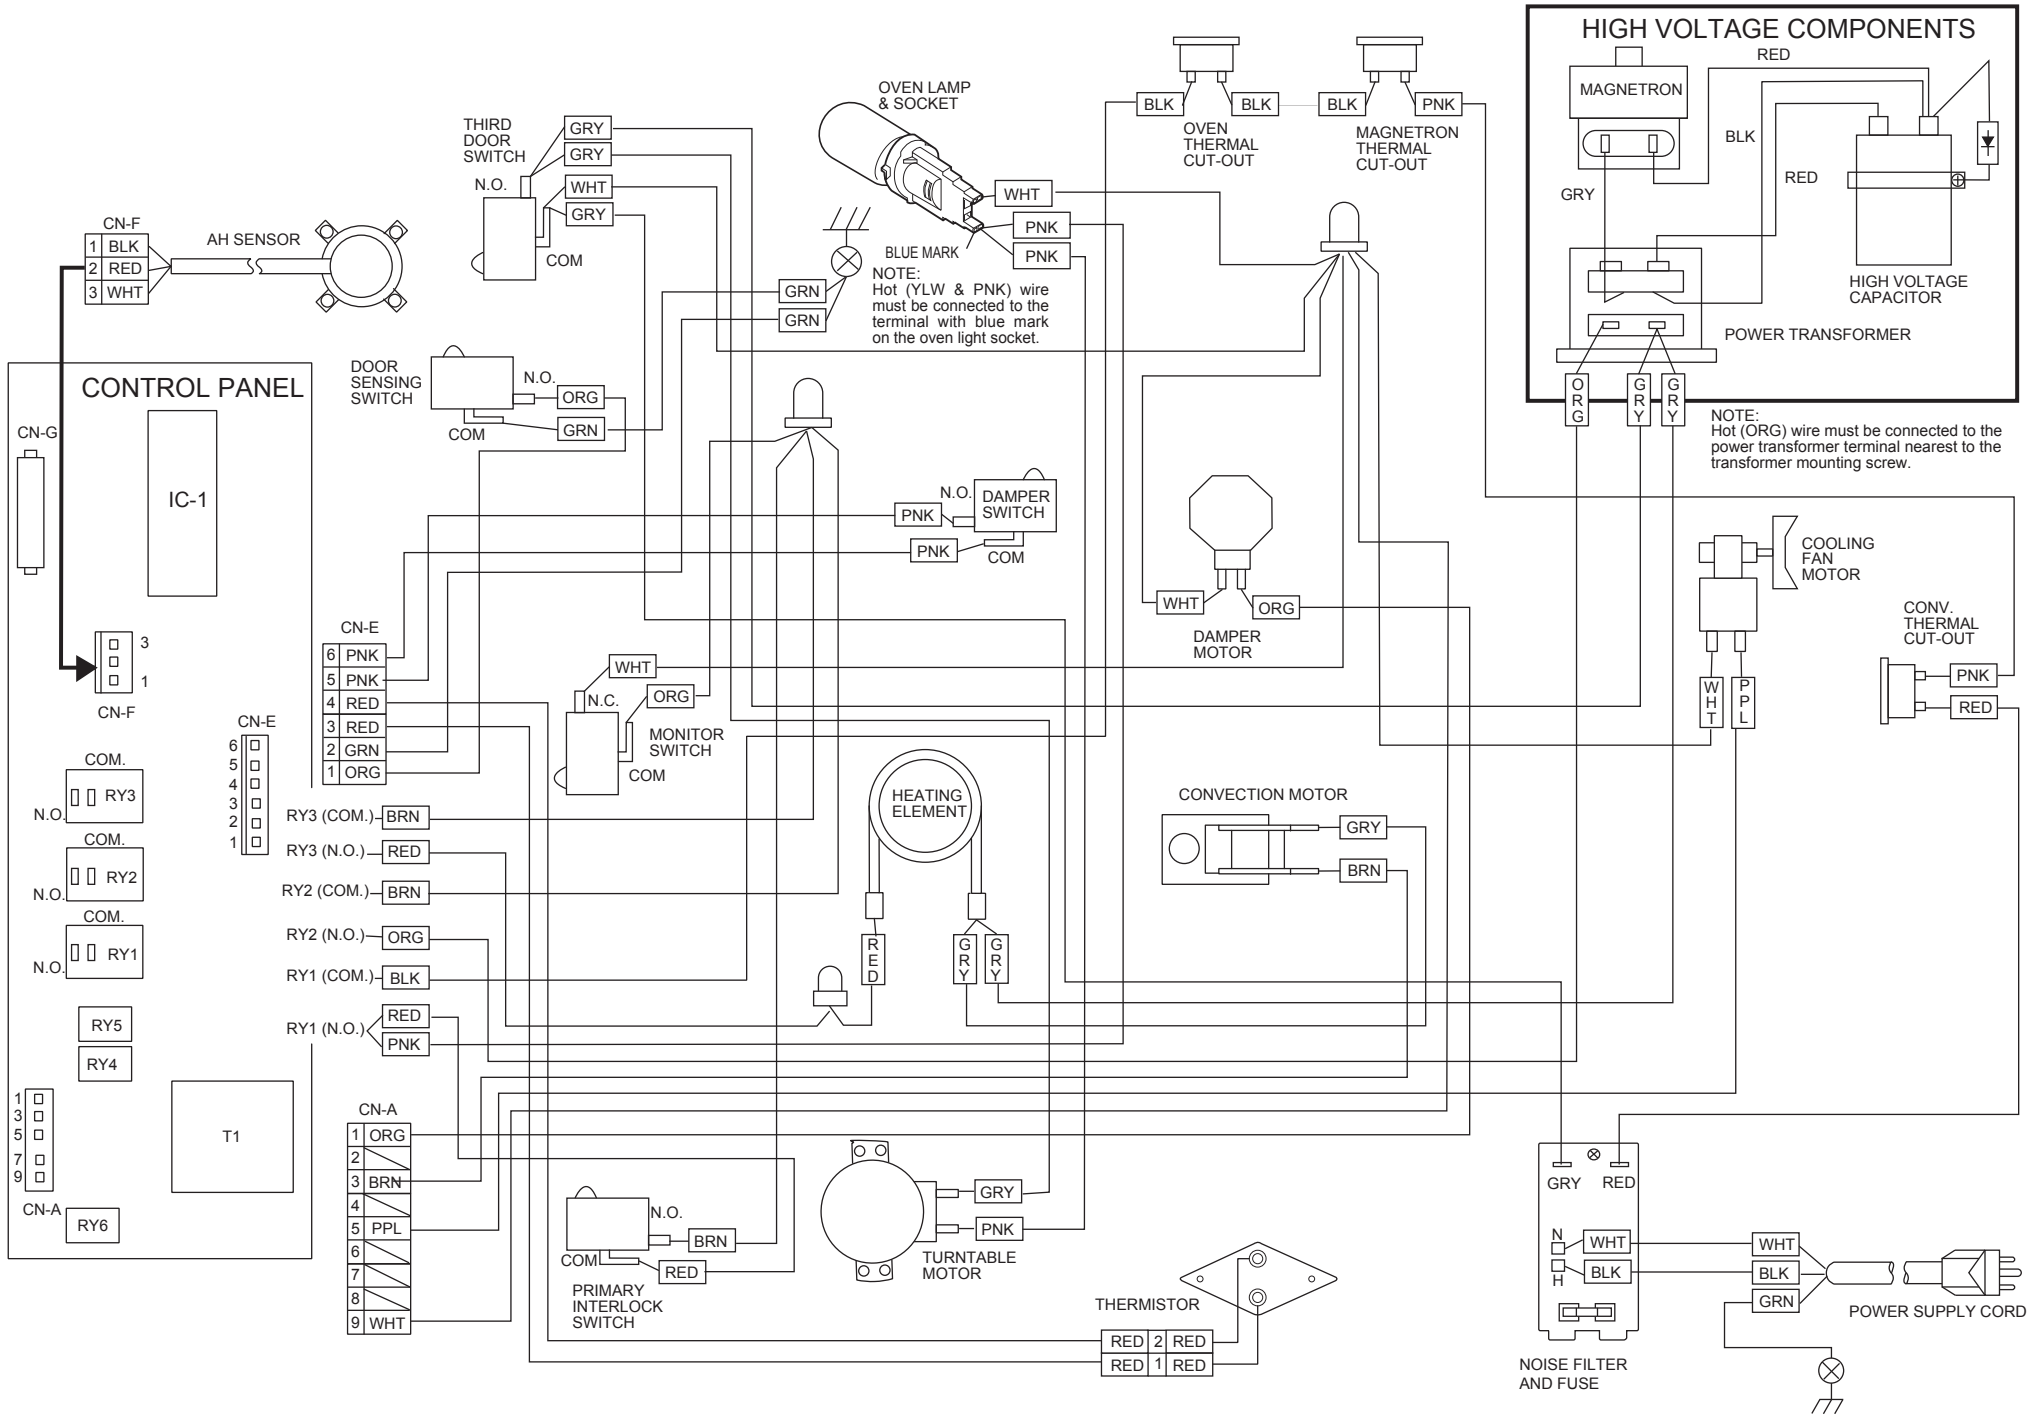 HIGH VOLTAGE COMPONENTS
RED
MAGNETRON
BLK
RED
GRY
HIGH VOLTAGE
CAPACITOR
POWER TRANSFORMER
ORG
GRY
GRY
NOTE:
Hot (ORG) wire must be connected to the
power transformer terminal nearest to the
transformer mounting screw.
BLK
BLK
BLK
PNK
OVEN
THERMAL
CUT-OUT
MAGNETRON
THERMAL
CUT-OUT
OVEN LAMP
& SOCKET
WHT
PNK
PNK
BLUE MARK
NOTE:
Hot (YLW & PNK) wire
must be connected to the
terminal with blue mark
on the oven light socket.
GRN
GRN
THIRD
DOOR
SWITCH
GRY
GRY
N.O.
WHT
GRY
COM
CN-F
1 BLK
2 RED
3 WHT
AH SENSOR
DOOR
SENSING
SWITCH
N.O.
ORG
GRN
COM
CONTROL PANEL
CN-G
IC-1
3
1
CN-F
CN-E
6 PNK
5 PNK
4 RED
3 RED
2 GRN
1 ORG
CN-E
6
5
4
3
2
1
COM.
RY3
N.O.
COM.
RY2
N.O.
COM.
RY1
N.O.
RY5
RY4
1
3
5
7
9
CN-A
T1
RY6
RY3 (COM.) BRN
RY3 (N.O.) RED
RY2 (COM.) BRN
RY2 (N.O.) ORG
RY1 (COM.) BLK
RY1 (N.O.)
RED
PNK
CN-A
1 ORG
2
3 BRN
4
5 PPL
6
7
8
9 WHT
PNK
N.O.
DAMPER
SWITCH
PNK
COM
WHT
ORG
DAMPER
MOTOR
WHT
N.C.
ORG
MONITOR
SWITCH
COM
HEATING
ELEMENT
RED
GRY
GRY
CONVECTION MOTOR
GRY
BRN
COOLING
FAN
MOTOR
WHT
PPL
CONV.
THERMAL
CUT-OUT
PNK
RED
N.O.
BRN
COM
RED
PRIMARY
INTERLOCK
SWITCH
GRY
PNK
TURNTABLE
MOTOR
THERMISTOR
RED 2 RED
RED 1 RED
GRY
RED
N
WHT
BLK
H
NOISE FILTER
AND FUSE
WHT
BLK
GRN
POWER SUPPLY CORD